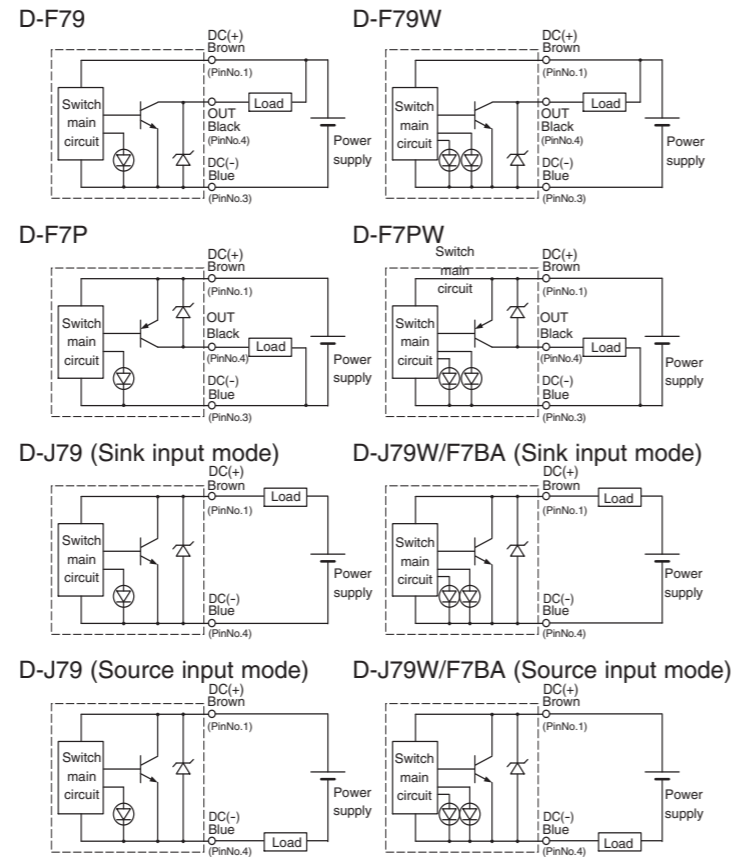 D-F79
DC(+)
Brown
(PinNo.1)
Switch
main
circuit
Load
OUT
Black
(PinNo.4)
DC(-)
Blue
(PinNo.3)
Power
supply
D-F79W
DC(+)
Brown
(PinNo.1)
Switch
main
circuit
Load
OUT
Black
(PinNo.4)
DC(-)
Blue
(PinNo.3)
Power
supply
D-F7P
DC(+)
Brown
(PinNo.1)
Switch
main
circuit
OUT
Black
(PinNo.4)
Load
DC(-)
Blue
(PinNo.3)
Power
supply
D-F7PW
Switch
main
circuit
DC(+)
Brown
(PinNo.1)
Switch
main
circuit
OUT
Black
(PinNo.4)
Load
DC(-)
Blue
(PinNo.3)
Power
supply
D-J79 (Sink input mode)
DC(+)
Brown
(PinNo.1)
Load
Switch
main
circuit
DC(-)
Blue
(PinNo.4)
Power
supply
D-J79W/F7BA (Sink input mode)
DC(+)
Brown
(PinNo.1)
Load
Switch
main
circuit
DC(-)
Blue
(PinNo.4)
Power
supply
D-J79 (Source input mode)
DC(+)
Brown
(PinNo.1)
Switch
main
circuit
DC(-)
Blue
(PinNo.4)
Load
Power
supply
D-J79W/F7BA (Source input mode)
DC(+)
Brown
(PinNo.1)
Switch
main
circuit
DC(-)
Blue
(PinNo.4)
Load
Power
supply